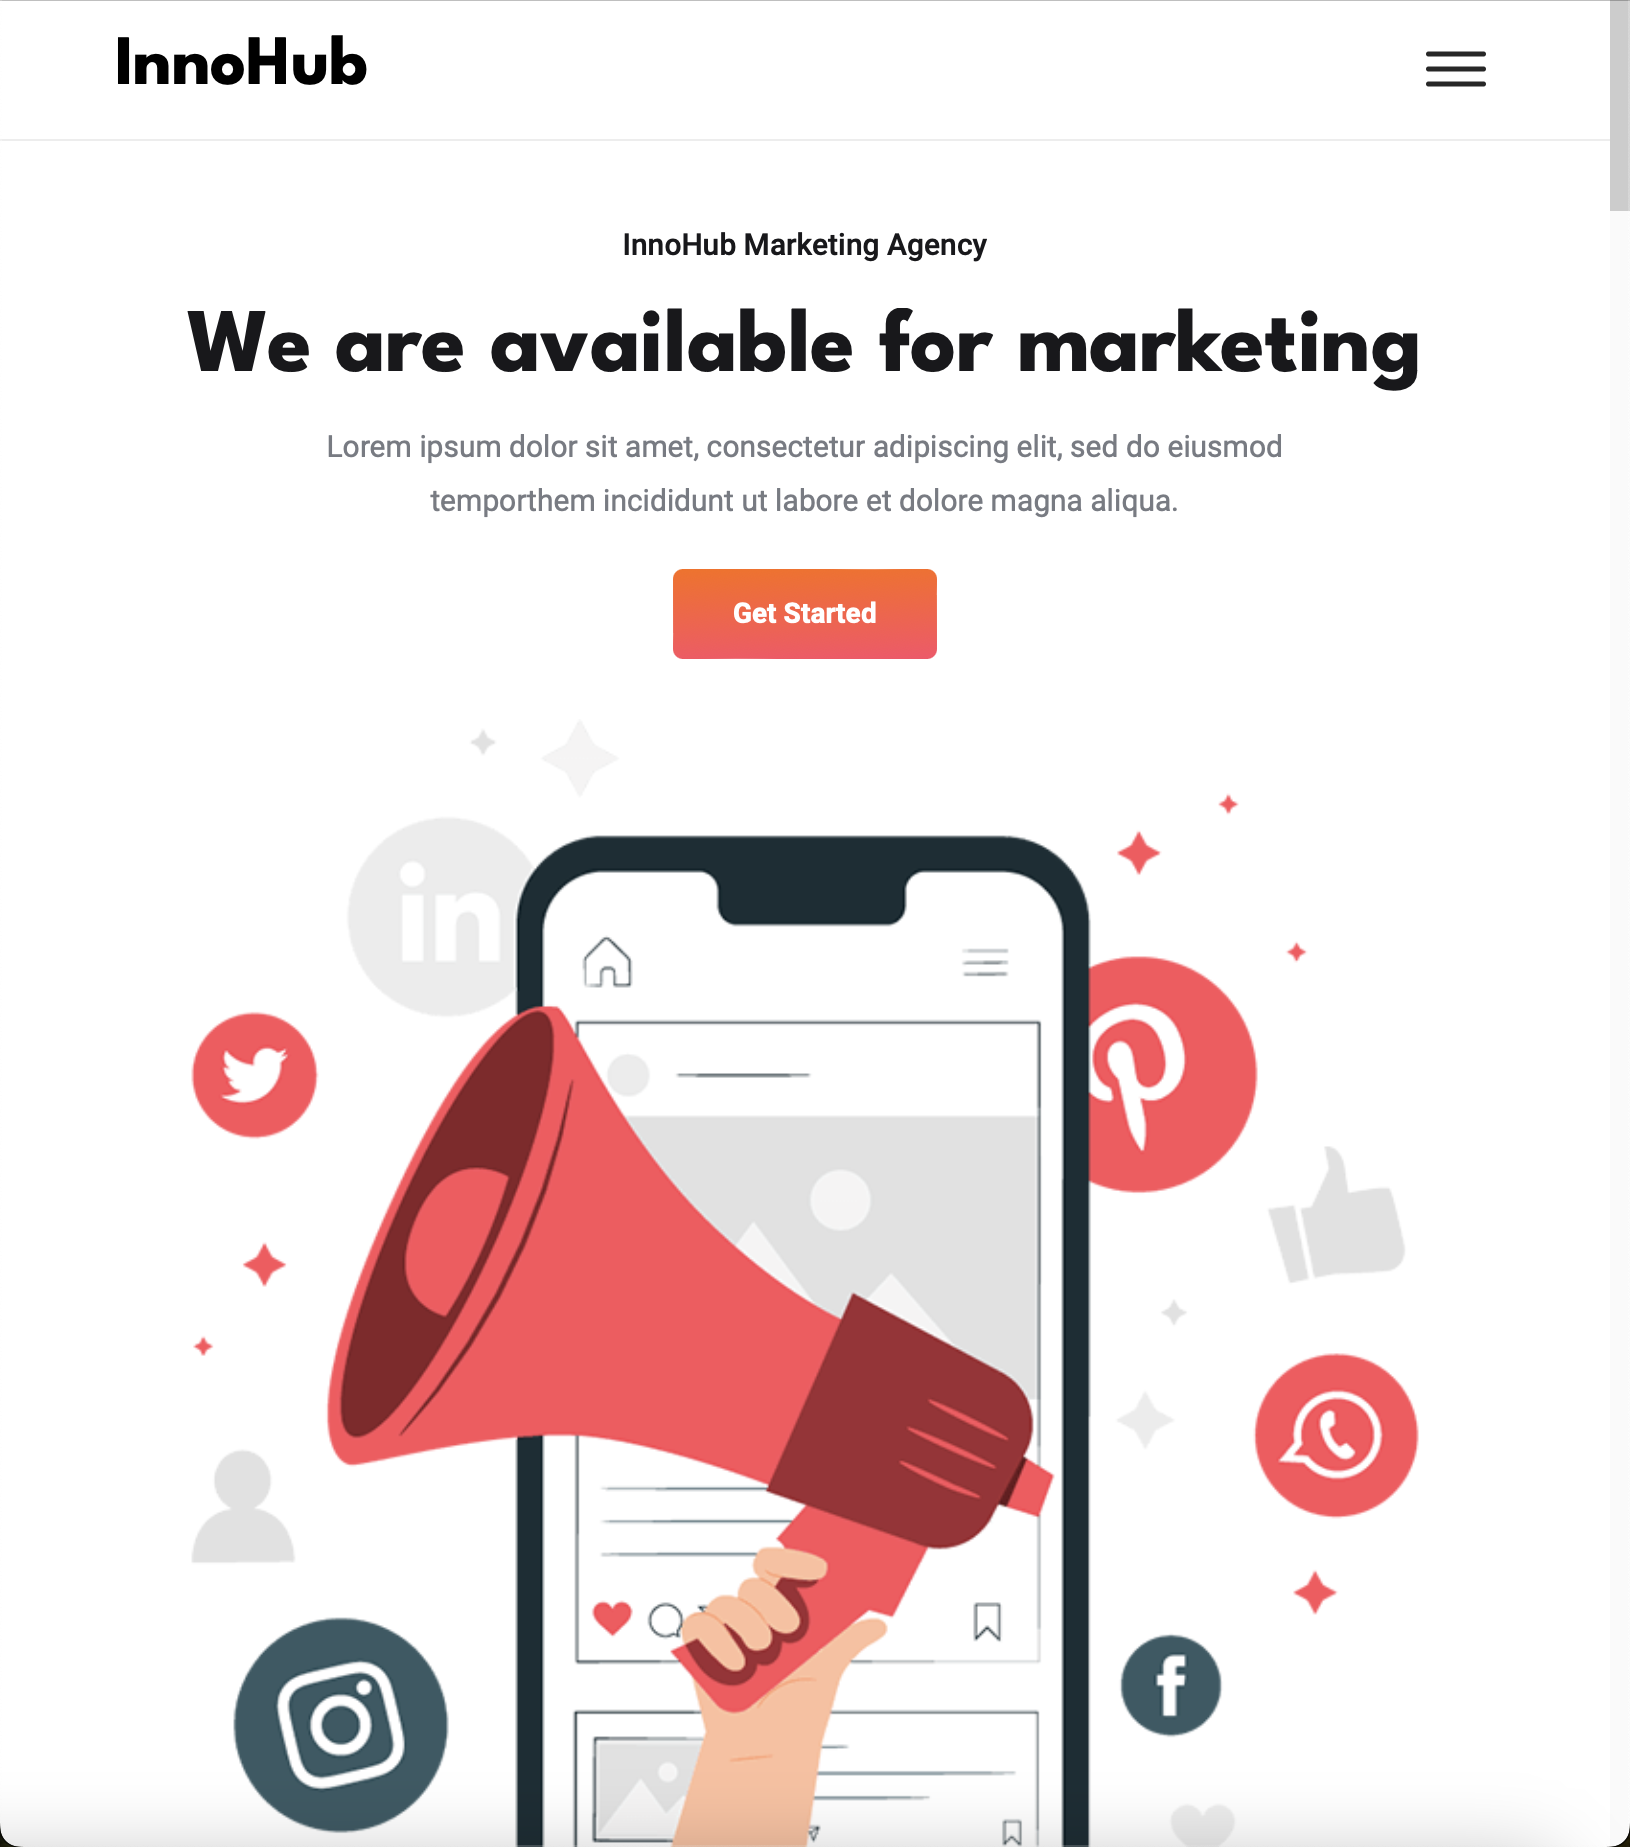 InnoHub
InnoHub Marketing Agency
We are available for marketing
Lorem ipsum dolor sit amet, consectetur adipiscing elit, sed do eiusmod
temporthem incididunt ut labore et dolore magna aliqua.
Get Started
in